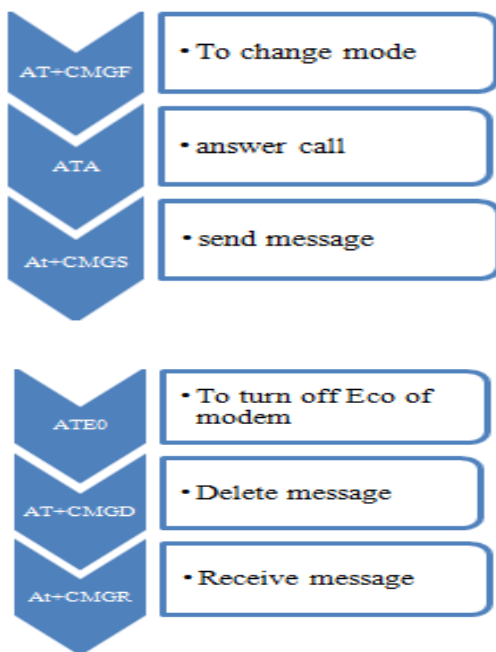 AT+CMGF
• To change mode
ATA
• answer call
At+CMGS
• send message
ATE0
• To turn off Eco of
modem
AT+CMGD
• Delete message
At+CMGR
• Receive message